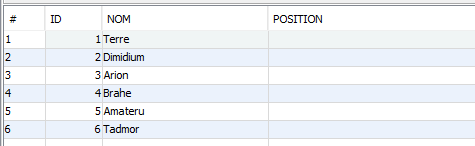 # ID NOM POSITION
1 1 Terre
2 2 Dimidium
3 3 Arion
4 4 Brahe
5 5 Amateru
6 6 Tadmor